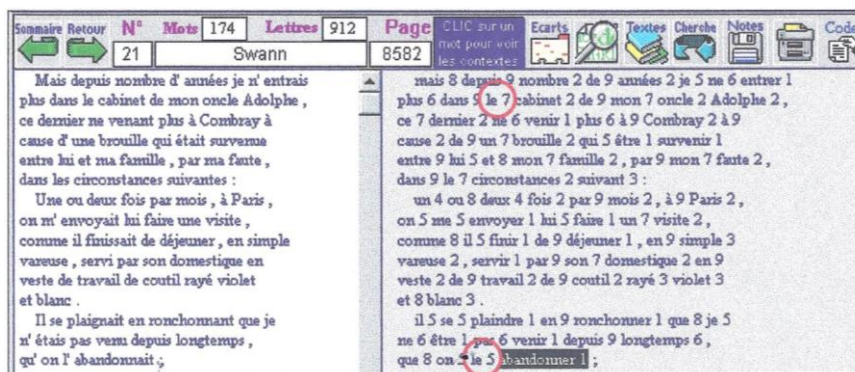 Sommaire Retour N° Mots 174 Lettres 912 Page CLIC sur un mot pour voir les contextes Ecarts Textes Cherche Notes Code
21 Swann 8582
Mais depuis nombre d' années je n' entrais
plus dans le cabinet de mon oncle Adolphe ,
ce dernier ne venant plus à Combray à
cause d' une brouille qui était survenue
entre lui et ma famille , par ma faute ,
dans les circonstances suivantes :
Une ou deux fois par mois , à Paris ,
on m' envoyait lui faire une visite ,
comme il finissait de déjeuner , en simple
vareuse , servi par son domestique en
veste de travail de coutil rayé violet
et blanc .
Il se plaignait en ronchonnant que je
n' étais pas venu depuis longtemps ,
qu' on l' abandonnait ;
mais 8 depuis 9 nombre 2 de 9 années 2 je 5 ne 6 entrer 1
plus 6 dans 9 le 7 cabinet 2 de 9 mon 7 oncle 2 Adolphe 2 ,
ce 7 dernier 2 ne 6 venir 1 plus 6 à 9 Combray 2 à 9
cause 2 de 9 un 7 brouille 2 qui 5 être 1 survenir 1
entre 9 lui 5 et 8 mon 7 famille 2 , par 9 mon 7 faute 2 ,
dans 9 le 7 circonstances 2 suivant 3 :
un 4 ou 8 deux 4 fois 2 par 9 mois 2 , à 9 Paris 2 ,
on 5 me 5 envoyer 1 lui 5 faire 1 un 7 visite 2 ,
comme 8 il 5 finir 1 de 9 déjeuner 1 , en 9 simple 3
vareuse 2 , servir 1 par 9 son 7 domestique 2 en 9
veste 2 de 9 travail 2 de 9 coutil 2 rayé 3 violet 3
et 8 blanc 3 .
il 5 se 5 plaindre 1 en 9 ronchonner 1 que 8 je 5
ne 6 être 1 pas 6 venir 1 depuis 9 longtemps 6 ,
que 8 on 5 le 5 abandonner 1 ;